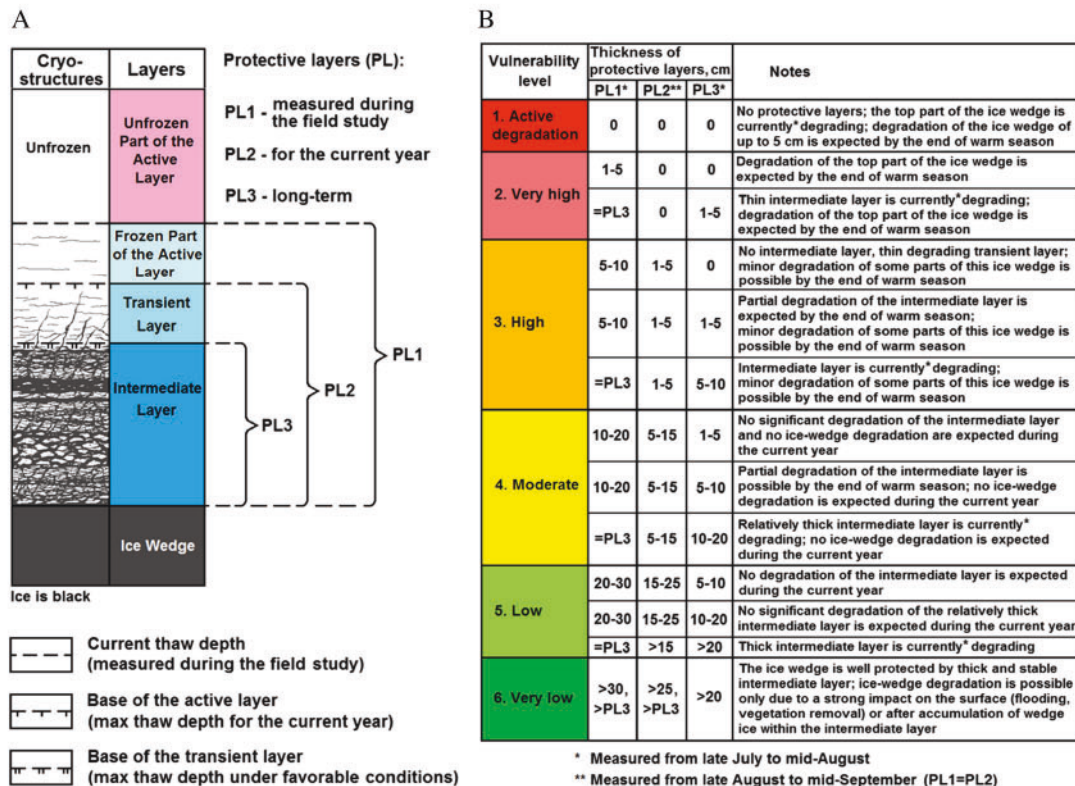 A
Cryo-
structures
Layers
Unfrozen
Unfrozen
Part of the
Active
Layer
Frozen Part
of the Active
Layer
Transient
Layer
Intermediate
Layer
Ice Wedge
Ice is black
Protective layers (PL):
PL1 - measured during
the field study
PL2 - for the current year
PL3 - long-term
PL3
PL2
PL1
Current thaw depth
(measured during the field study)
Base of the active layer
(max thaw depth for the current year)
Base of the transient layer
(max thaw depth under favorable conditions)
B
Vulnerability
level
Thickness of
protective layers, cm
PL1* PL2** PL3*
Notes
1. Active
degradation
0 0 0
No protective layers; the top part of the ice wedge is
currently* degrading; degradation of the ice wedge of
up to 5 cm is expected by the end of warm season
2. Very high
1-5 0 0
Degradation of the top part of the ice wedge is
expected by the end of warm season
=PL3 0 1-5
Thin intermediate layer is currently* degrading;
degradation of the top part of the ice wedge is
expected by the end of warm season
3. High
5-10 1-5 0
No intermediate layer, thin degrading transient layer;
minor degradation of some parts of this ice wedge is
possible by the end of warm season
5-10 1-5 1-5
Partial degradation of the intermediate layer is
expected by the end of warm season;
minor degradation of some parts of this ice wedge is
possible by the end of warm season
=PL3 1-5 5-10
Intermediate layer is currently* degrading;
minor degradation of some parts of this ice wedge is
possible by the end of warm season
4. Moderate
10-20 5-15 1-5
No significant degradation of the intermediate layer
and no ice-wedge degradation are expected during
the current year
10-20 5-15 5-10
Partial degradation of the intermediate layer is
possible by the end of warm season; no ice-wedge
degradation is expected during the current year
=PL3 5-15 10-20
Relatively thick intermediate layer is currently*
degrading; no ice-wedge degradation is expected
during the current year
5. Low
20-30 15-25 5-10
No degradation of the intermediate layer is expected
during the current year
20-30 15-25 10-20
No significant degradation of the relatively thick
intermediate layer is expected during the current year
=PL3 >15 >20
Thick intermediate layer is currently* degrading
6. Very low
>30,
>PL3
>25,
>PL3
>20
The ice wedge is well protected by thick and stable
intermediate layer; ice-wedge degradation is possible
only due to a strong impact on the surface (flooding,
vegetation removal) or after accumulation of wedge
ice within the intermediate layer
* Measured from late July to mid-August
** Measured from late August to mid-September (PL1=PL2)